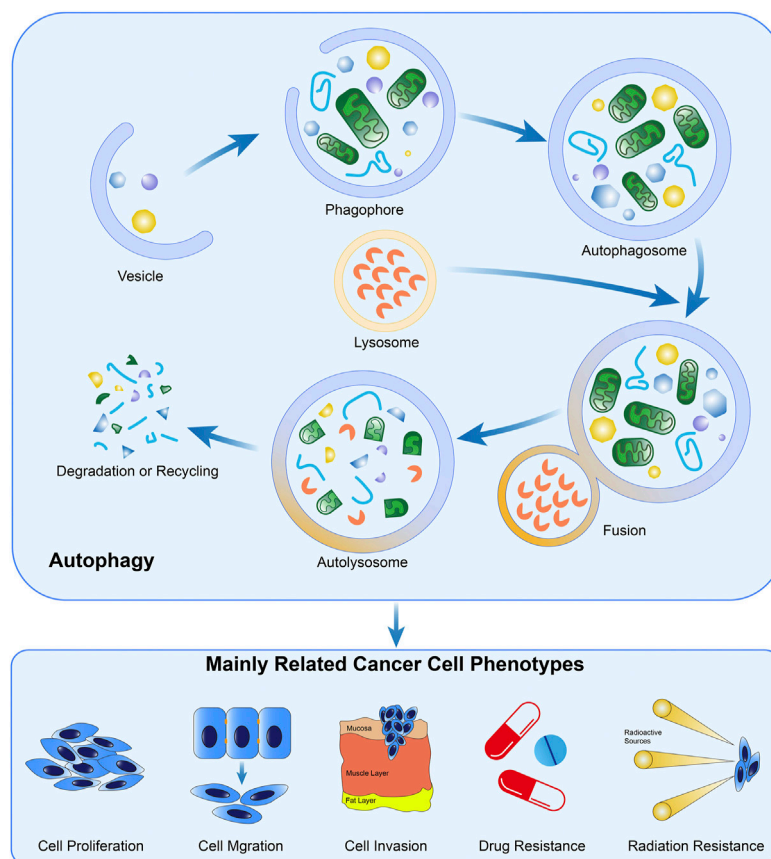 Phagophore
Autophagosome
Vesicle
Lysosome
Degradation or Recycling
Fusion
Autolysosome
Autophagy
Mainly Related Cancer Cell Phenotypes
Mucosa
Muscle Layer
Fat Layer
Radioactive
Sources
Cell Proliferation
Cell Mgration
Cell Invasion
Drug Resistance
Radiation Resistance